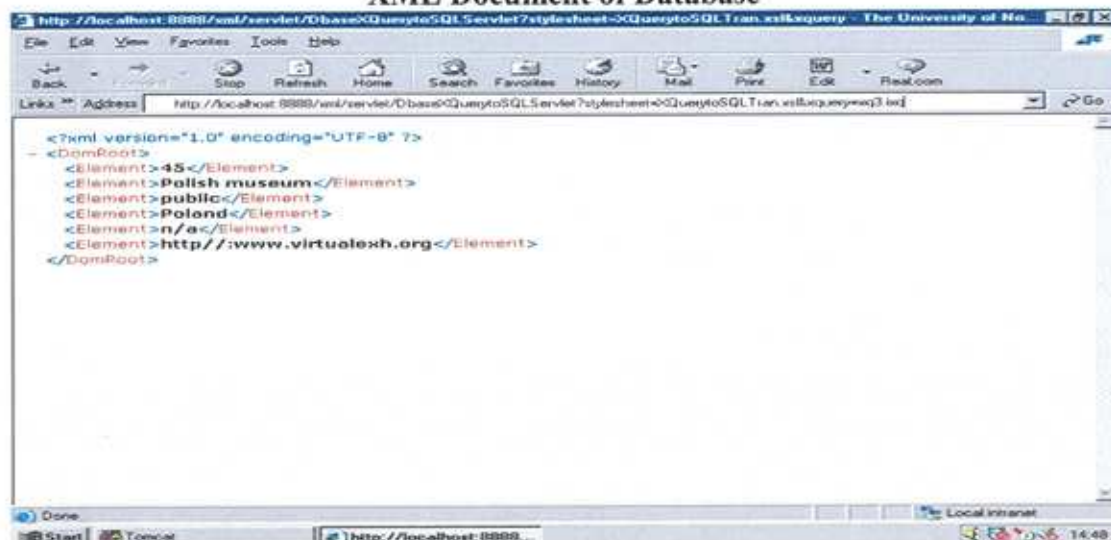 XML Document of Database
http://localhost:8888/xml/servlet/DbaseXQuerytoSQLServlet?stylesheet=XQuerytoSQLTran.xsl&xquery - The University of No
File Edit View Favorites Tools Help
Back Stop Refresh Home Search Favorites History Mail Print Edit Real.com
Links Address http://localhost:8888/xml/servlet/DbaseXQuerytoSQLServlet?stylesheet=XQuerytoSQLTran.xsl&xquery=xq3.txt Go
<?xml version="1.0" encoding="UTF-8" ?>
- <DomRoot>
<Element>45</Element>
<Element>Polish museum</Element>
<Element>public</Element>
<Element>Poland</Element>
<Element>n/a</Element>
<Element>http//:www.virtualexh.org</Element>
</DomRoot>
Done Local intranet
Start Tomcat http://localhost:8888... 14:48